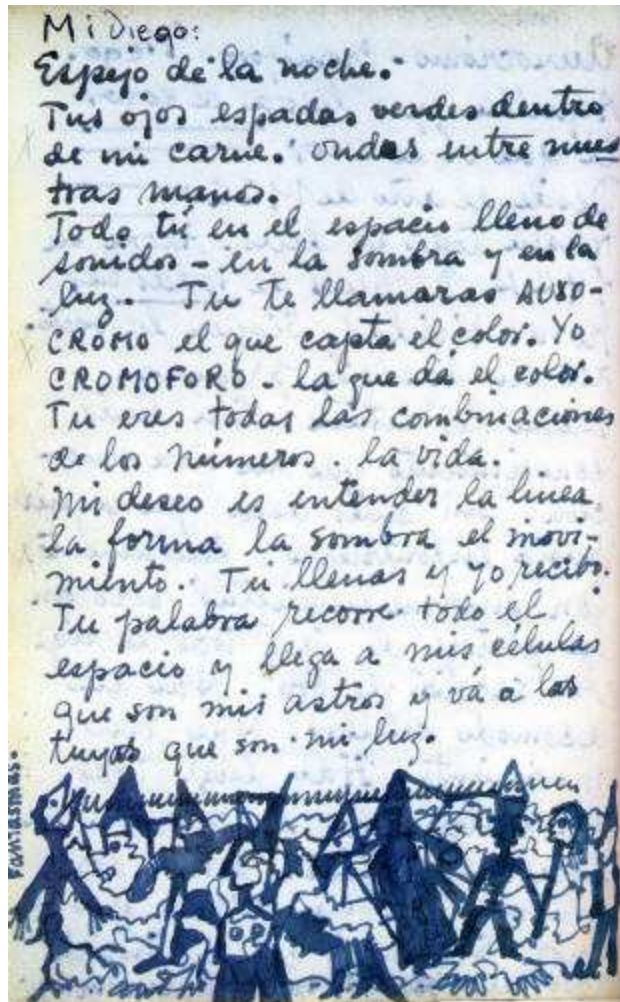 Mi Diego:
Espejo de la noche.
Tus ojos espadas verdes dentro
de mi carne. ondas entre nues
tras manos.
Todo tú en el espacio lleno de
sonidos - en la sombra y en la
luz. Tu te llamaras AUXO-
CROMO el que capta el color. Yo
CROMOFORO - la que dá el color.
Tu eres todas las combinaciones
de los números. la vida.
mi deseo es entender la linea
la forma la sombra el movi-
miento. Tu llenas y yo recibo.
Tu palabra recorre todo el
espacio y llega a mis células
que son mis astros y vá a las
tuyas que son mi luz.
Fantasmas.